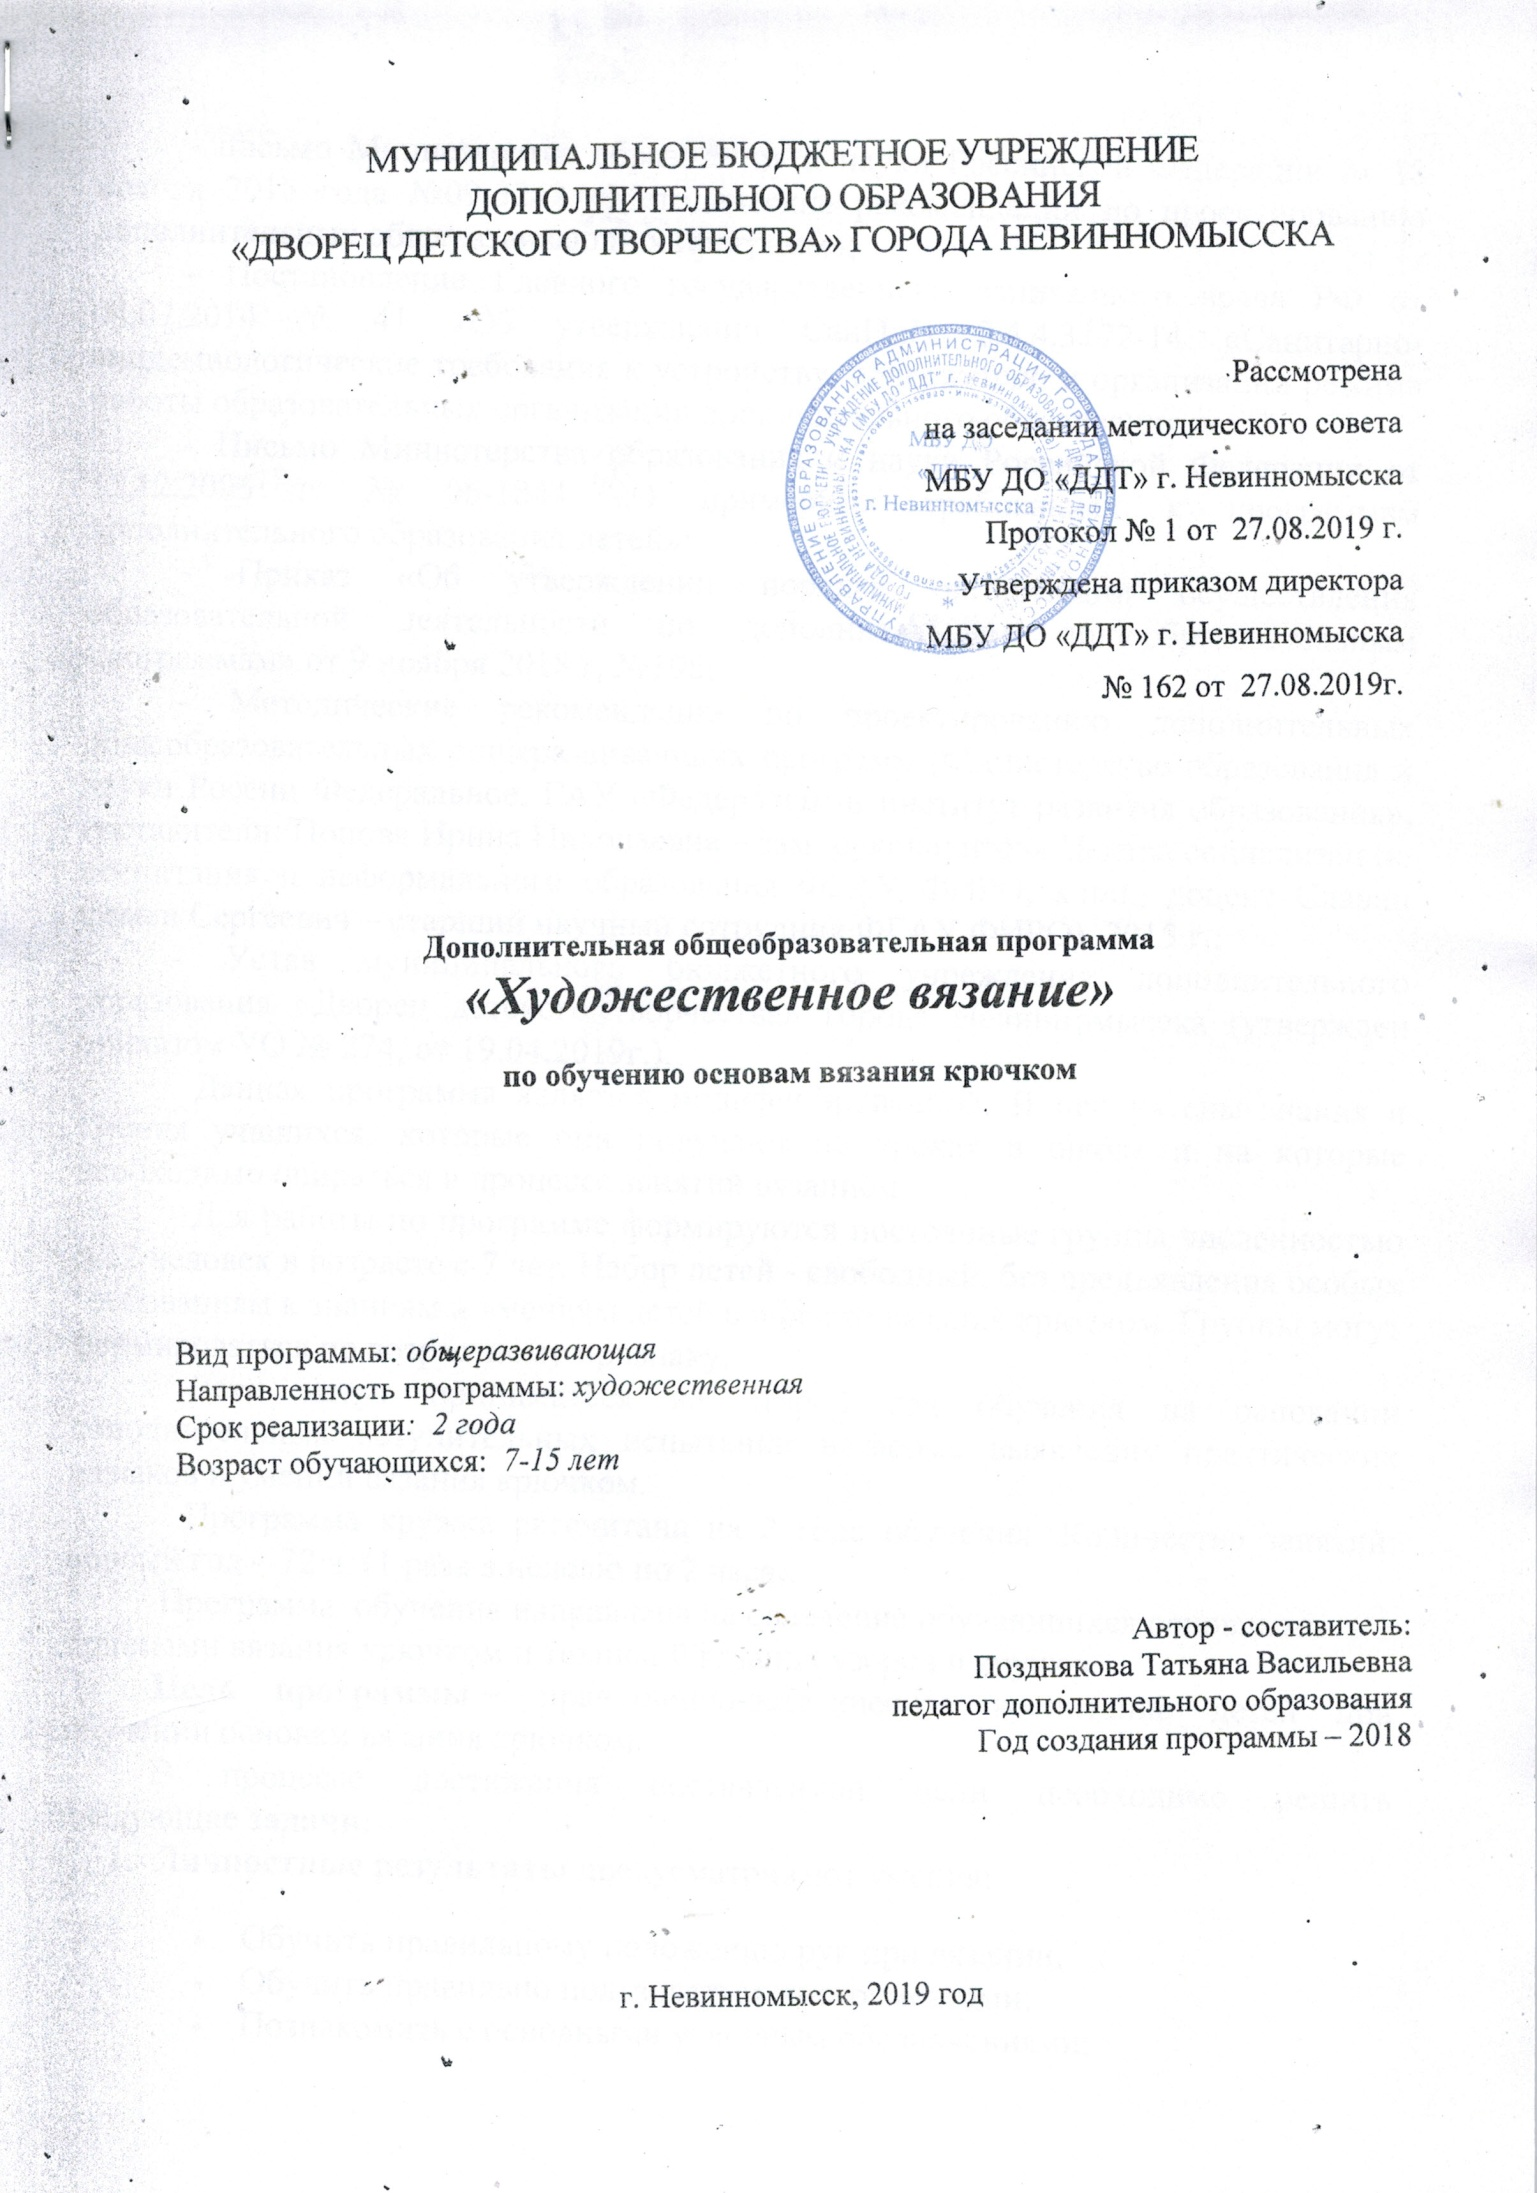 МУНИЦИПАЛЬНОЕ БЮДЖЕТНОЕ УЧРЕЖДЕНИЕ
ДОПОЛНИТЕЛЬНОГО ОБРАЗОВАНИЯ
«ДВОРЕЦ ДЕТСКОГО ТВОРЧЕСТВА» ГОРОДА НЕВИННОМЫССКА
Рассмотрена
на заседании методического совета
МБУ ДО «ДДТ» г. Невинномысска
Протокол № 1 от 27.08.2019 г.
Утверждена приказом директора
МБУ ДО «ДДТ» г. Невинномысска
№ 162 от 27.08.2019г.
МБУ ДО
«ДДТ»
г. Невинномысска
Дополнительная общеобразовательная программа
«Художественное вязание»
по обучению основам вязания крючком
Вид программы: общеразвивающая
Направленность программы: художественная
Срок реализации: 2 года
Возраст обучающихся: 7-15 лет
Автор - составитель:
Позднякова Татьяна Васильевна
педагог дополнительного образования
Год создания программы – 2018
г. Невинномысск, 2019 год